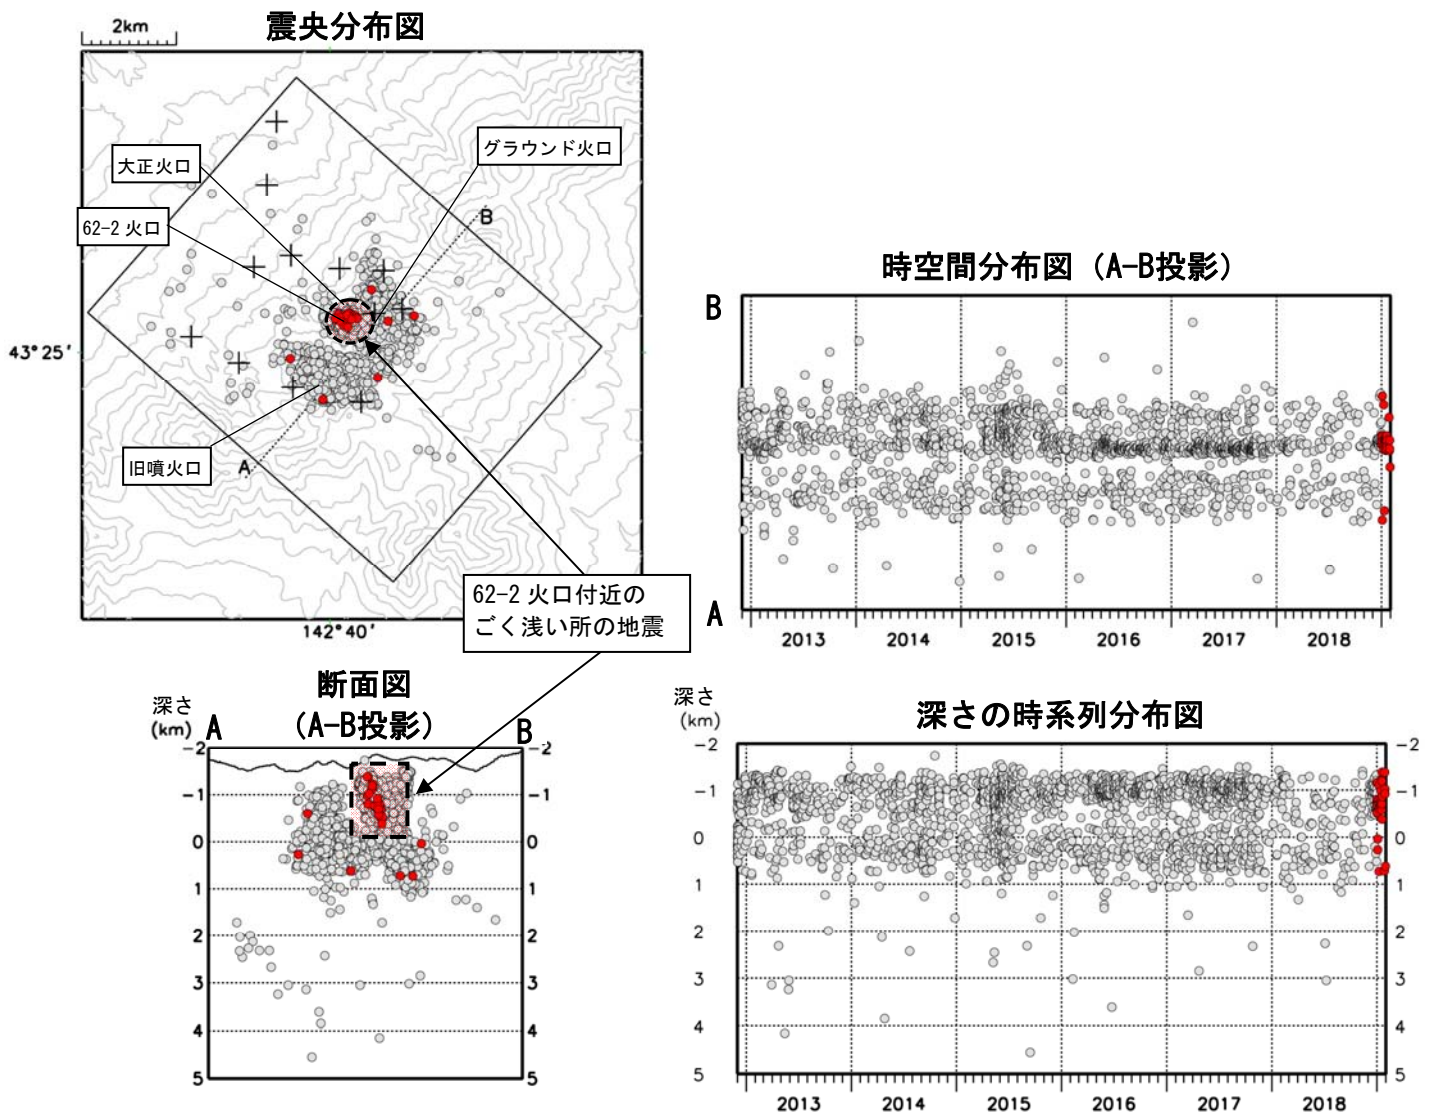 2km
震央分布図
大正火口
グラウンド火口
62-2 火口
B
43°25′
旧噴火口
A
142°40′
62-2 火口付近の
ごく浅い所の地震
時空間分布図（A-B投影）
B
A
2013 2014 2015 2016 2017 2018
断面図
（A-B投影）
深さ
(km)
A B
-2 -2
-1 -1
0 0
1 1
2 2
3 3
4 4
5 5
深さの時系列分布図
深さ
(km)
-2 -2
-1 -1
0 0
1 1
2 2
3 3
4 4
5 5
2013 2014 2015 2016 2017 2018